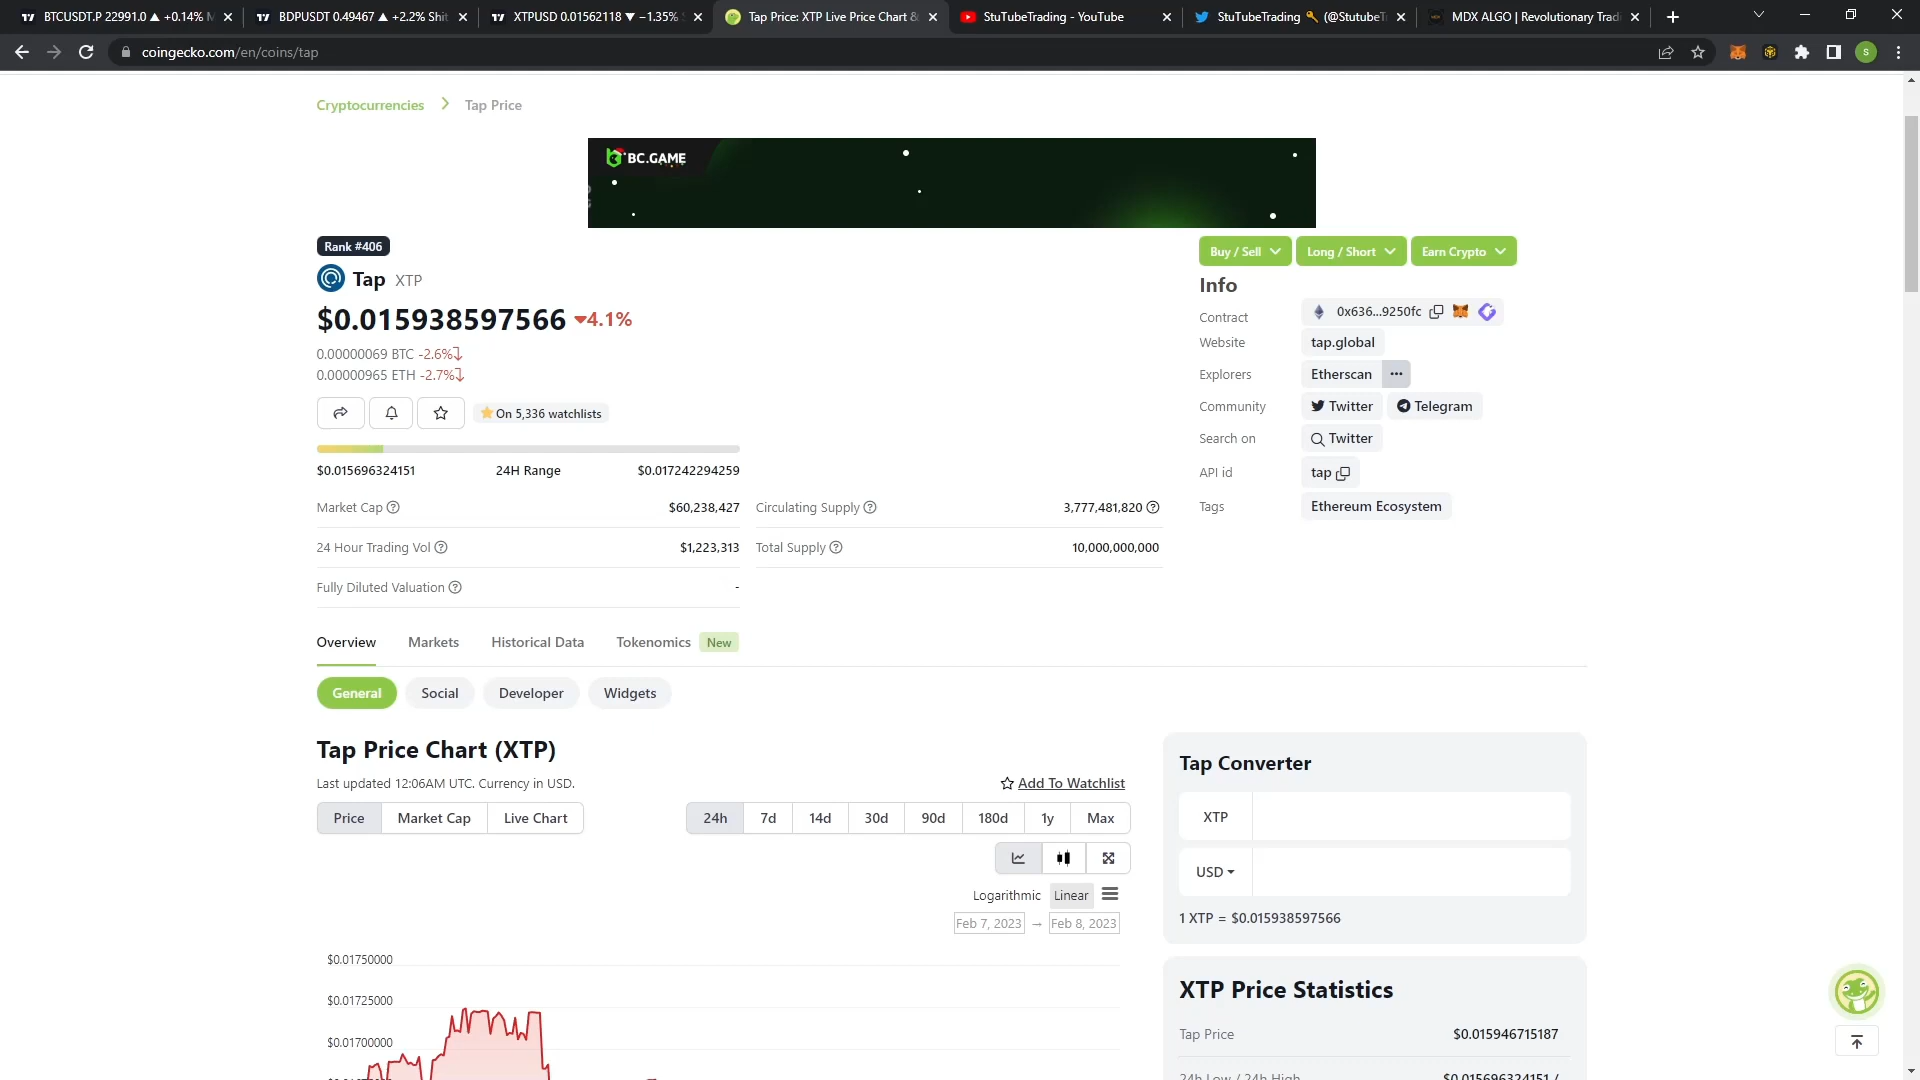 BTCUSDT.P 22991.0 ▲ +0.14%
BDPUSDT 0.49467 ▲ +2.2% Shit
XTPUSD 0.01562118 ▼ −1.35%
Tap Price: XTP Live Price Chart &
StuTubeTrading - YouTube
StuTubeTrading 🔑 (@StutubeT
MDX ALGO | Revolutionary Tradi
coingecko.com/en/coins/tap
S
Cryptocurrencies
Tap Price
BC.GAME
Rank #406
Tap XTP
$0.015938597566 4.1%
0.00000069 BTC -2.6%
0.00000965 ETH -2.7%
On 5,336 watchlists
$0.015696324151 24H Range $0.017242294259
Market Cap $60,238,427
Circulating Supply 3,777,481,820
24 Hour Trading Vol $1,223,313
Total Supply 10,000,000,000
Fully Diluted Valuation -
Buy / Sell Long / Short Earn Crypto
Info
Contract 0x636...9250fc
Website tap.global
Explorers Etherscan ...
Community Twitter Telegram
Search on Twitter
API id tap
Tags Ethereum Ecosystem
Overview Markets Historical Data Tokenomics New
General Social Developer Widgets
Tap Price Chart (XTP)
Last updated 12:06AM UTC. Currency in USD.
Add To Watchlist
Price Market Cap Live Chart
24h 7d 14d 30d 90d 180d 1y Max
Logarithmic Linear
Feb 7, 2023 → Feb 8, 2023
$0.01750000
$0.01725000
$0.01700000
Tap Converter
XTP
USD
1 XTP = $0.015938597566
XTP Price Statistics
Tap Price $0.015946715187
24h Low / 24h High $0.015696324151 /